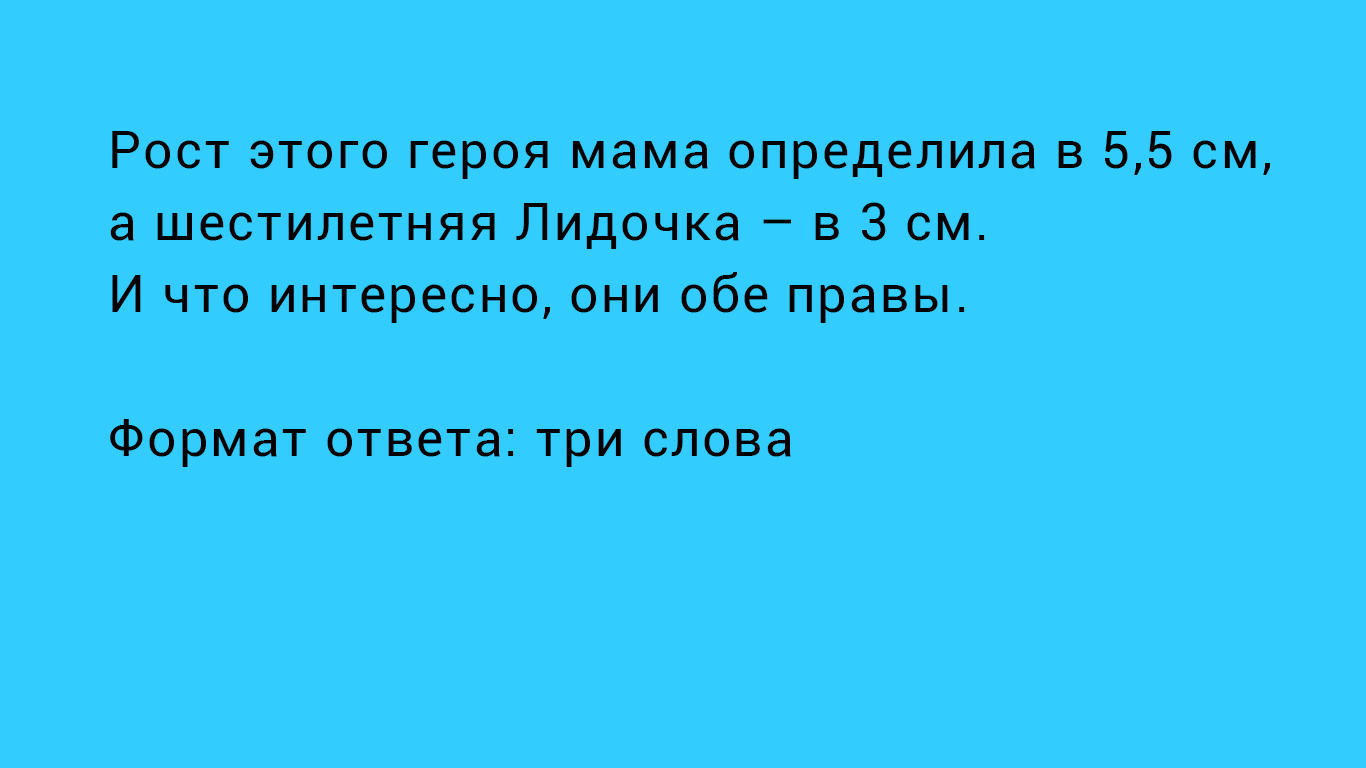 Рост этого героя мама определила в 5,5 см,
а шестилетняя Лидочка – в 3 см.
И что интересно, они обе правы.
Формат ответа: три слова